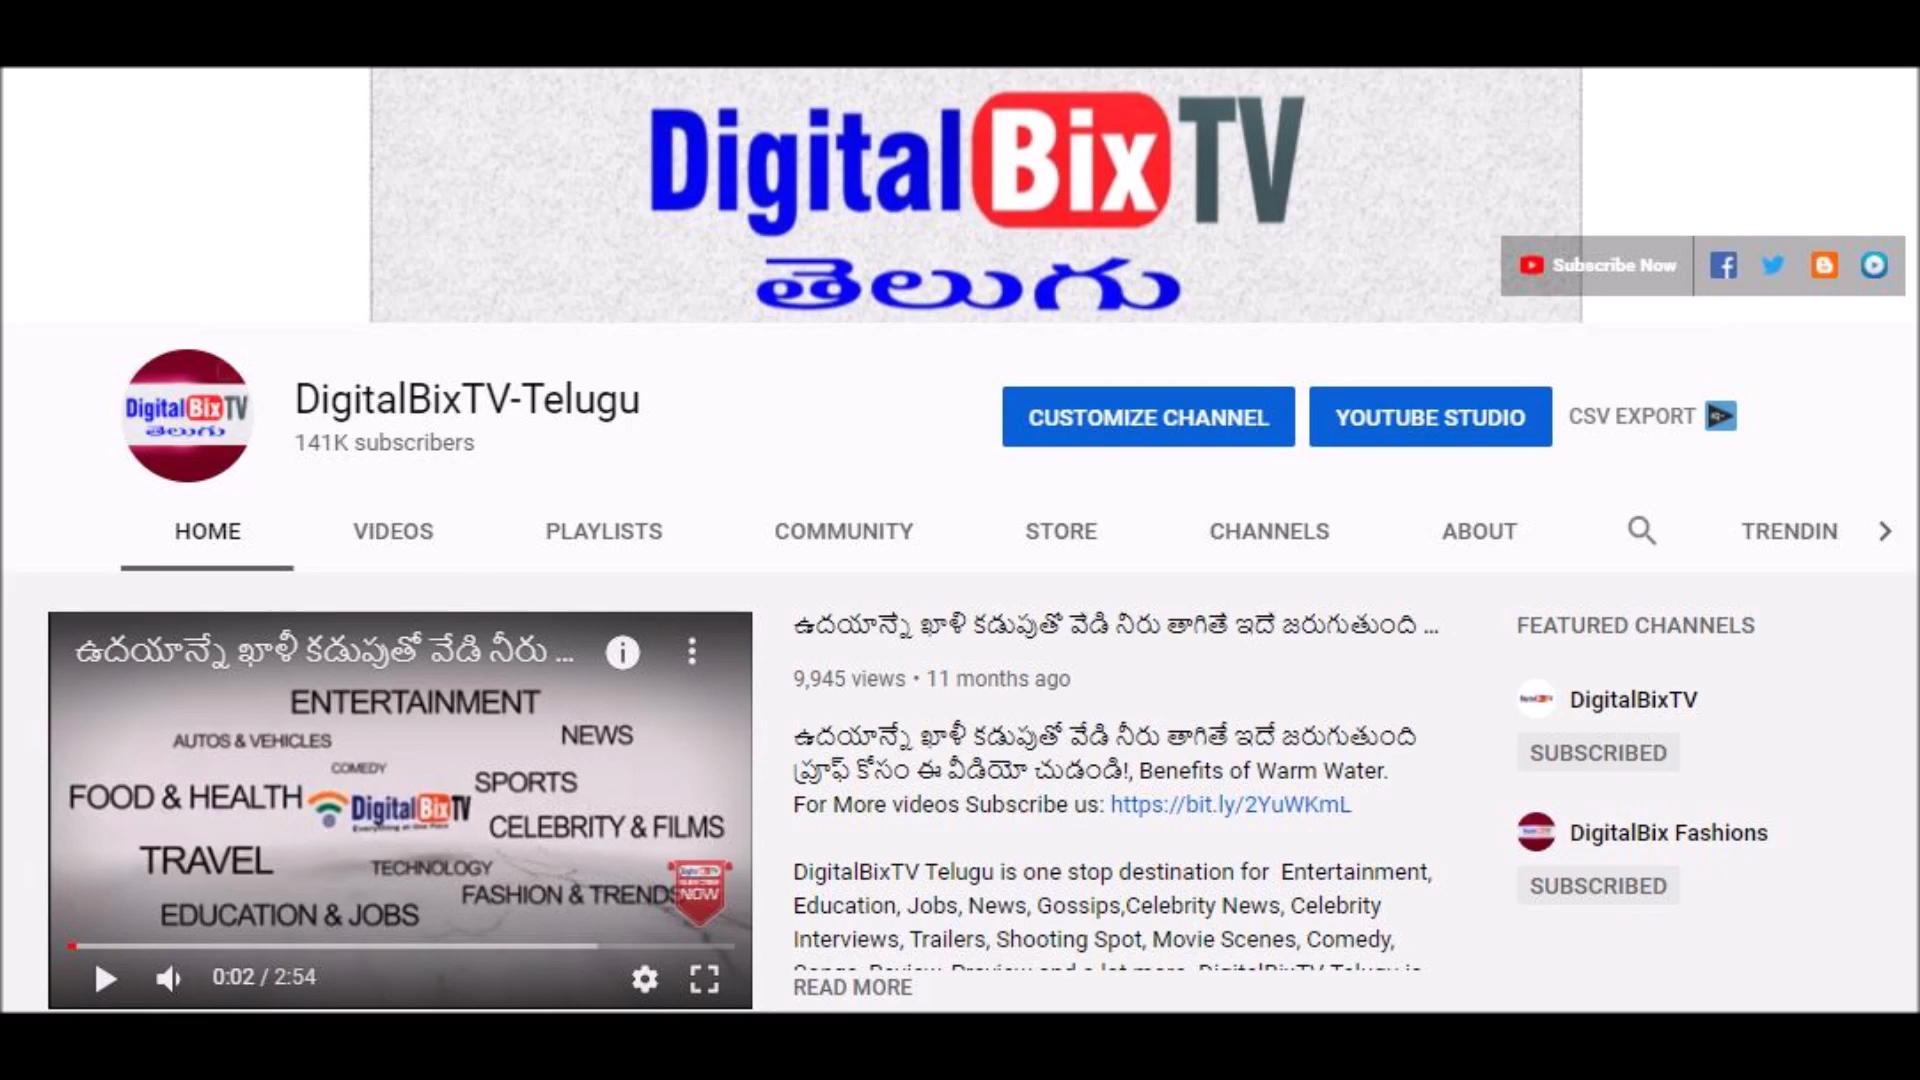 DigitalBixTV
తెలుగు
Subscribe Now
DigitalBixTV
తెలుగు
DigitalBixTV-Telugu
141K subscribers
CUSTOMIZE CHANNEL
YOUTUBE STUDIO
CSV EXPORT
HOME
VIDEOS
PLAYLISTS
COMMUNITY
STORE
CHANNELS
ABOUT
TRENDIN
ఉదయాన్నే ఖాళీ కడుపుతో వేడి నీరు ...
ENTERTAINMENT
AUTOS & VEHICLES
NEWS
COMEDY
SPORTS
FOOD & HEALTH
DigitalBixTV
CELEBRITY & FILMS
TRAVEL
TECHNOLOGY
FASHION & TRENDS
NOW
EDUCATION & JOBS
0:02 / 2:54
ఉదయాన్నే ఖాళీ కడుపుతో వేడి నీరు తాగితే ఇదే జరుగుతుంది ...
9,945 views • 11 months ago
ఉదయాన్నే ఖాళీ కడుపుతో వేడి నీరు తాగితే ఇదే జరుగుతుంది
ప్రూఫ్ కోసం ఈ వీడియో చుడండి!, Benefits of Warm Water.
For More videos Subscribe us: https://bit.ly/2YuWKmL
DigitalBixTV Telugu is one stop destination for Entertainment,
Education, Jobs, News, Gossips,Celebrity News, Celebrity
Interviews, Trailers, Shooting Spot, Movie Scenes, Comedy,
READ MORE
FEATURED CHANNELS
DigitalBixTV
SUBSCRIBED
DigitalBix Fashions
SUBSCRIBED